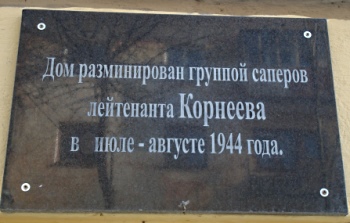 Дом разминирован группой саперов
лейтенанта Корнеева
в июле - августе 1944 года.